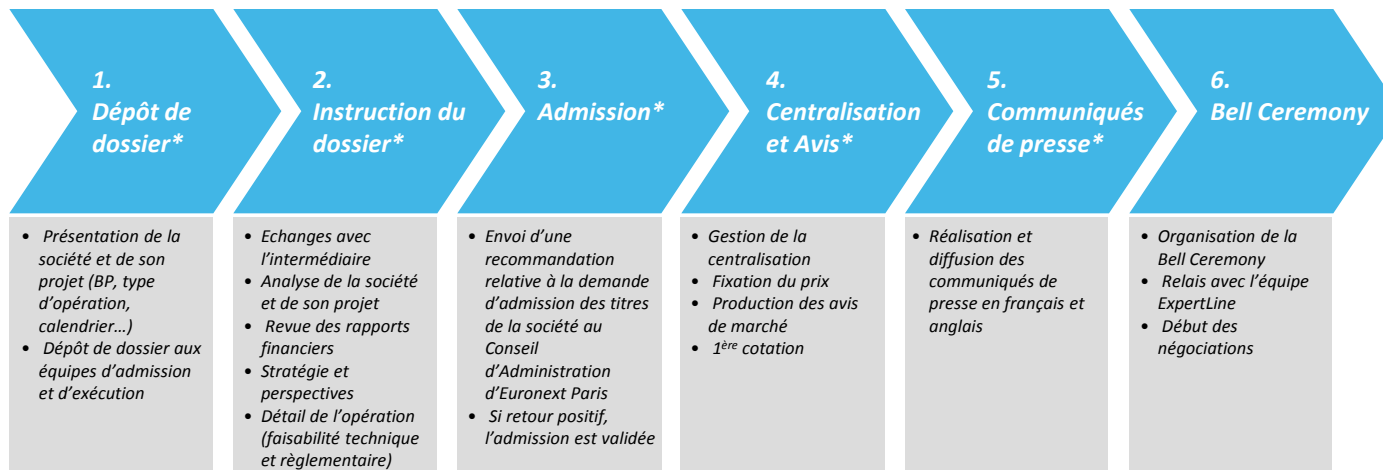 1.
Dépôt de
dossier*
2.
Instruction du
dossier*
3.
Admission*
4.
Centralisation
et Avis*
5.
Communiqués
de presse*
6.
Bell Ceremony
• Présentation de la
société et de son
projet (BP, type
d’opération,
calendrier…)
• Dépôt de dossier aux
équipes d’admission
et d’exécution
• Echanges avec
l’intermédiaire
• Analyse de la société
et de son projet
• Revue des rapports
financiers
• Stratégie et
perspectives
• Détail de l’opération
(faisabilité technique
et règlementaire)
• Envoi d’une
recommandation
relative à la demande
d’admission des titres
de la société au
Conseil
d’Administration
d’Euronext Paris
• Si retour positif,
l’admission est validée
• Gestion de la
centralisation
• Fixation du prix
• Production des avis
de marché
• 1ère cotation
• Réalisation et
diffusion des
communiqués de
presse en français et
anglais
• Organisation de la
Bell Ceremony
• Relais avec l’équipe
ExpertLine
• Début des
négociations